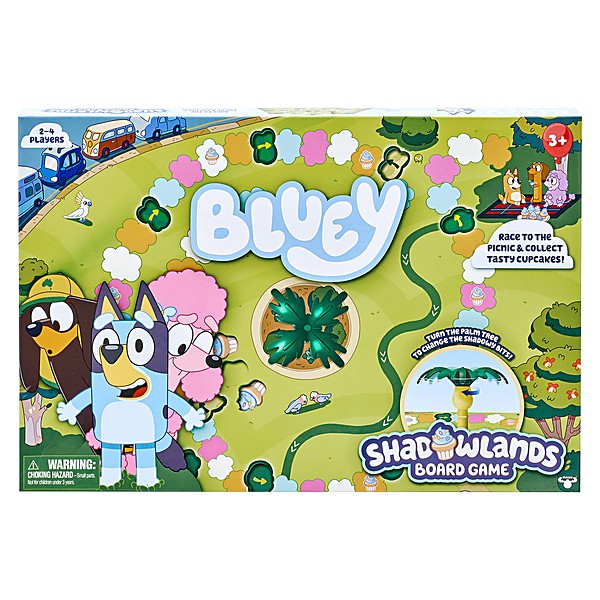 2-4
PLAYERS
3+
BLUEY
RACE TO THE
PICNIC & COLLECT
TASTY CUPCAKES!
TURN THE PALM TREE
TO CHANGE THE SHADOWY BITS!
SHADOWLANDS
BOARD GAME
WARNING:
CHOKING HAZARD-Small parts.
Not for children under 3 years.